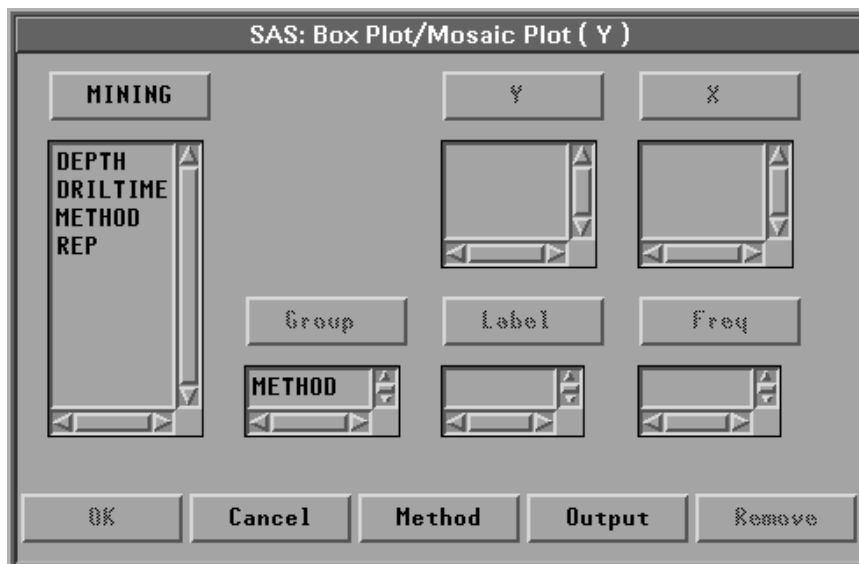 SAS: Box Plot/Mosaic Plot ( Y )
MINING
Y
X
DEPTH
DRILTIME
METHOD
REP
Group
Label
Freq
METHOD
OK
Cancel
Method
Output
Remove